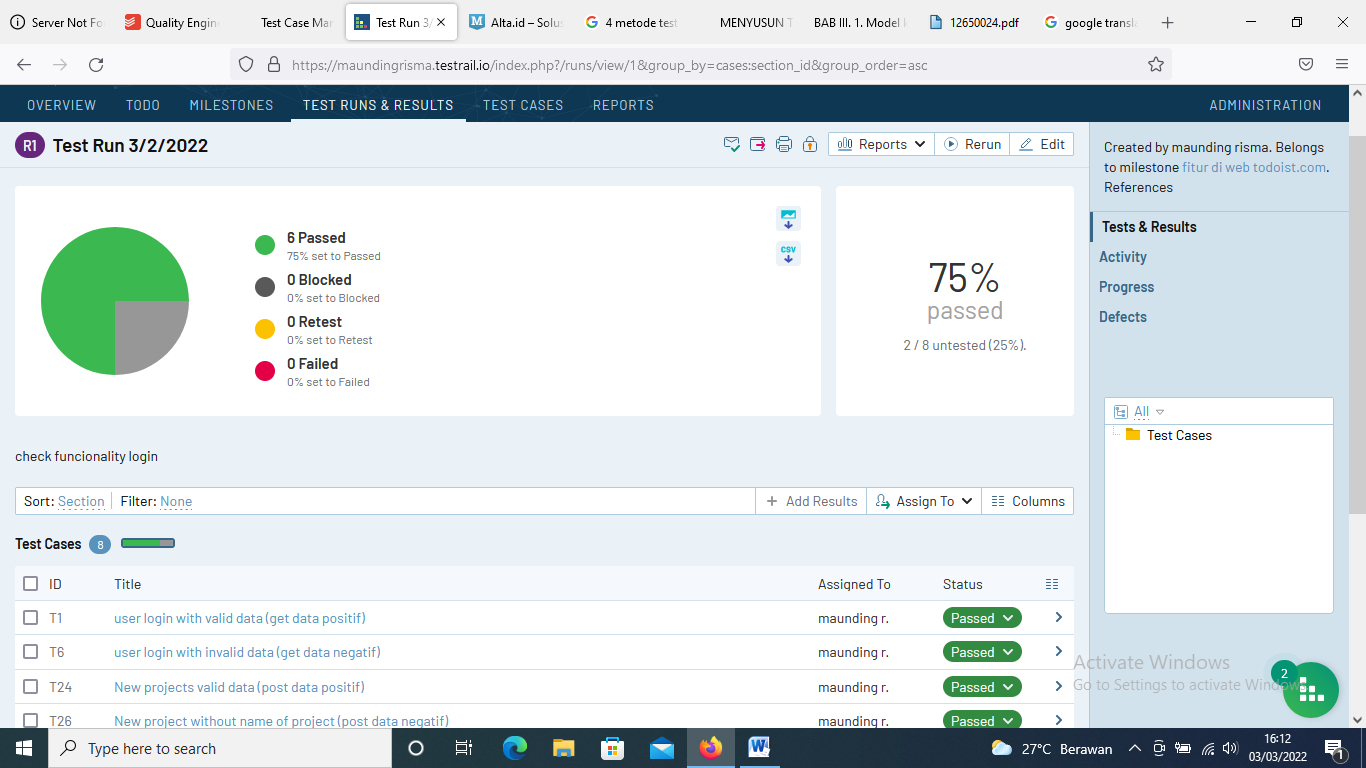 Server Not Fo
Quality Engin
Test Case Mar
Test Run 3/
Alta.id – Solus
4 metode test
MENYUSUN T
BAB III. 1. Model
12650024.pdf
google transla
https://maundingrisma.testrail.io/index.php?/runs/view/1&group_by=cases:section_id&group_order=asc
OVERVIEW TODO MILESTONES TEST RUNS & RESULTS TEST CASES REPORTS ADMINISTRATION
R1 Test Run 3/2/2022
Reports Rerun Edit
6 Passed
75% set to Passed
0 Blocked
0% set to Blocked
0 Retest
0% set to Retest
0 Failed
0% set to Failed
CSV
75%
passed
2 / 8 untested (25%).
Created by maunding risma. Belongs
to milestone fitur di web todoist.com.
References
Tests & Results
Activity
Progress
Defects
All
Test Cases
check funcionality login
Sort: Section Filter: None
Add Results Assign To Columns
Test Cases 8
ID Title Assigned To Status
T1 user login with valid data (get data positif) maunding r. Passed
T6 user login with invalid data (get data negatif) maunding r. Passed
T24 New projects valid data (post data positif) maunding r. Passed
T26 New project without name of project (post data negatif) maunding r. Passed
Activate Windows
Go to Settings to activate Windows
2
Type here to search
27°C Berawan
16:12
03/03/2022
1